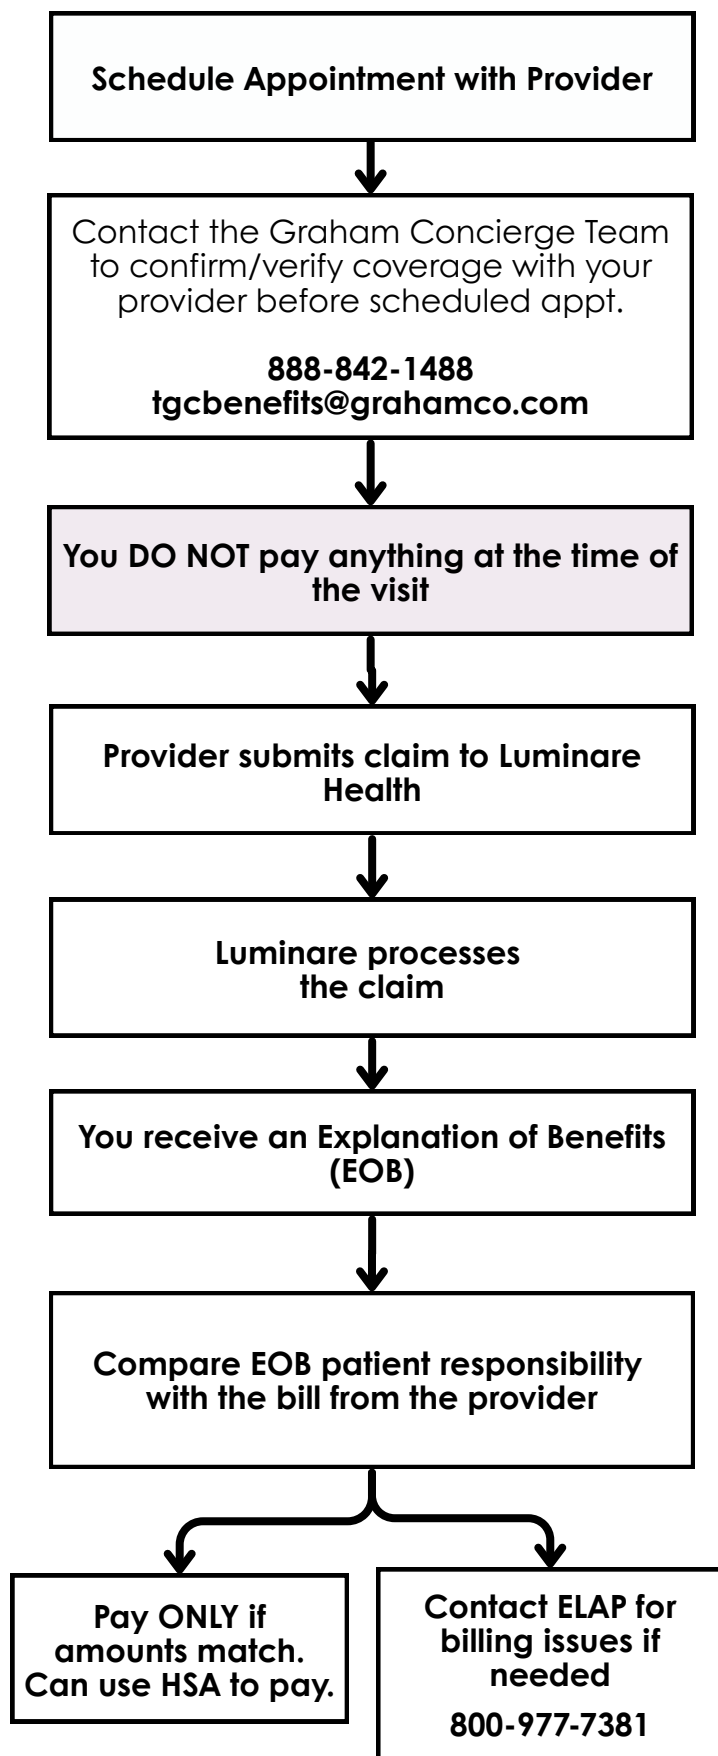 Schedule Appointment with Provider
Contact the Graham Concierge Team
to confirm/verify coverage with your
provider before scheduled appt.
888-842-1488
tgcbenefits@grahamco.com
You DO NOT pay anything at the time of
the visit
Provider submits claim to Luminare
Health
Luminare processes
the claim
You receive an Explanation of Benefits
(EOB)
Compare EOB patient responsibility
with the bill from the provider
Pay ONLY if
amounts match.
Can use HSA to pay.
Contact ELAP for
billing issues if
needed
800-977-7381